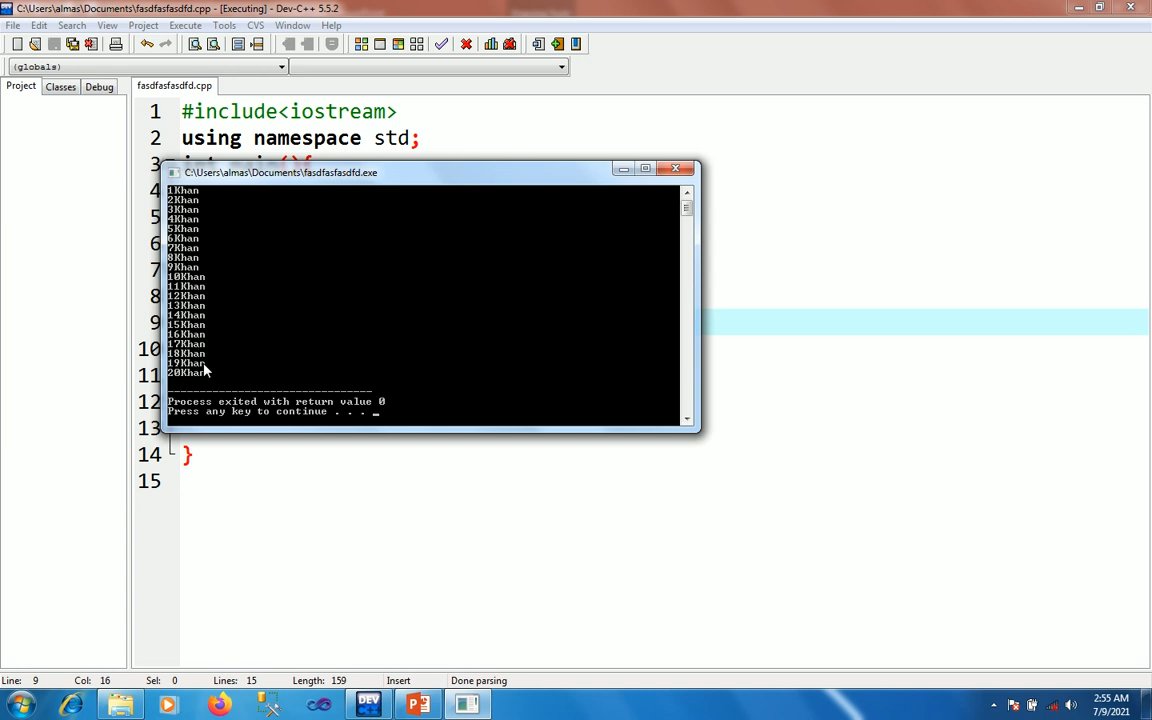 C:\Users\almas\Documents\fasdfasfasdfd.cpp - [Executing] - Dev-C++ 5.5.2
File Edit Search View Project Execute Tools CVS Window Help
(globals)
Project Classes Debug
fasdfasfasdfd.cpp
1 #include<iostream>
2 using namespace std;
3 int main(){
C:\Users\almas\Documents\fasdfasfasdfd.exe
4
5
6
7
8
9
10
11
12
13
1Khan
2Khan
3Khan
4Khan
5Khan
6Khan
7Khan
8Khan
9Khan
10Khan
11Khan
12Khan
13Khan
14Khan
15Khan
16Khan
17Khan
18Khan
19Khan
20Khan
--------------------------------
Process exited with return value 0
Press any key to continue . . . _
14 }
15
Line: 9 Col: 16 Sel: 0 Lines: 15 Length: 159 Insert Done parsing
DEV
2:55 AM
7/9/2021